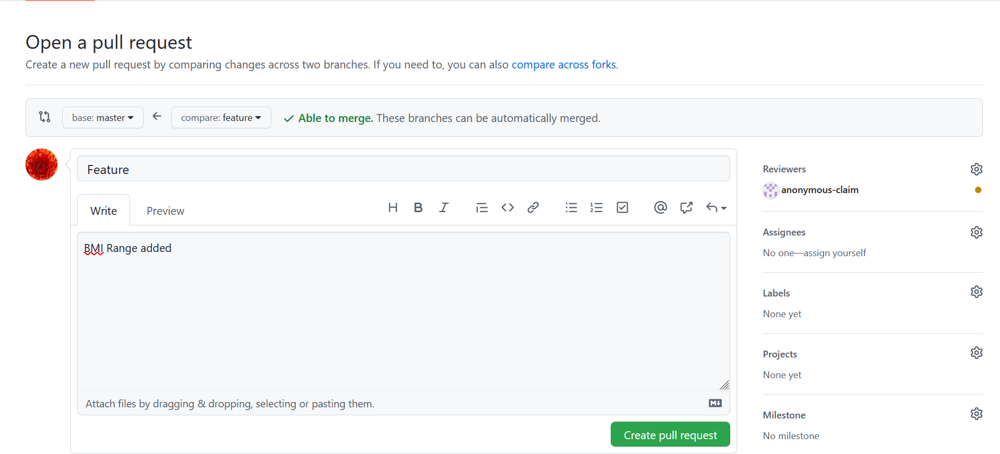 Open a pull request
Create a new pull request by comparing changes across two branches. If you need to, you can also compare across forks.
base: master
compare: feature
Able to merge. These branches can be automatically merged.
Feature
Write
Preview
BMI Range added
Attach files by dragging & dropping, selecting or pasting them.
Create pull request
Reviewers
anonymous-claim
Assignees
No one—assign yourself
Labels
None yet
Projects
None yet
Milestone
No milestone